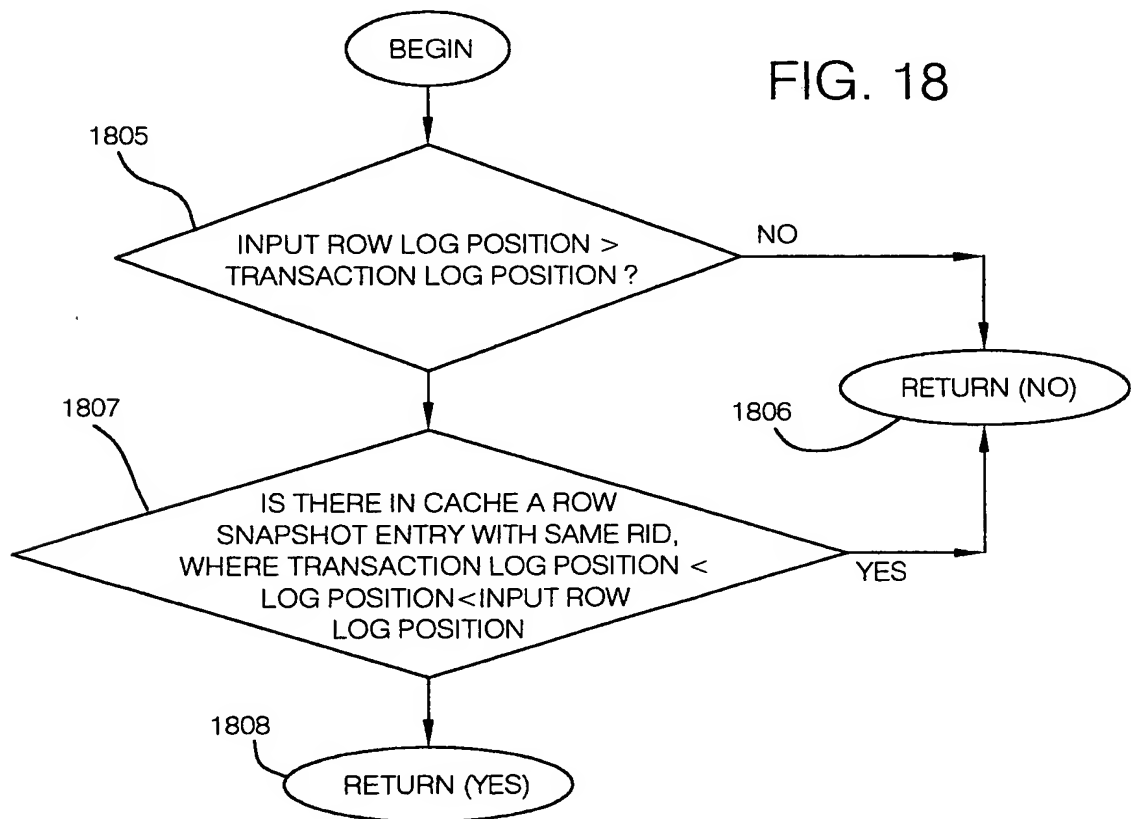 BEGIN
FIG. 18
1805
INPUT ROW LOG POSITION >
TRANSACTION LOG POSITION ?
NO
RETURN (NO)
1806
1807
IS THERE IN CACHE A ROW
SNAPSHOT ENTRY WITH SAME RID,
WHERE TRANSACTION LOG POSITION <
LOG POSITION<INPUT ROW
LOG POSITION
YES
1808
RETURN (YES)